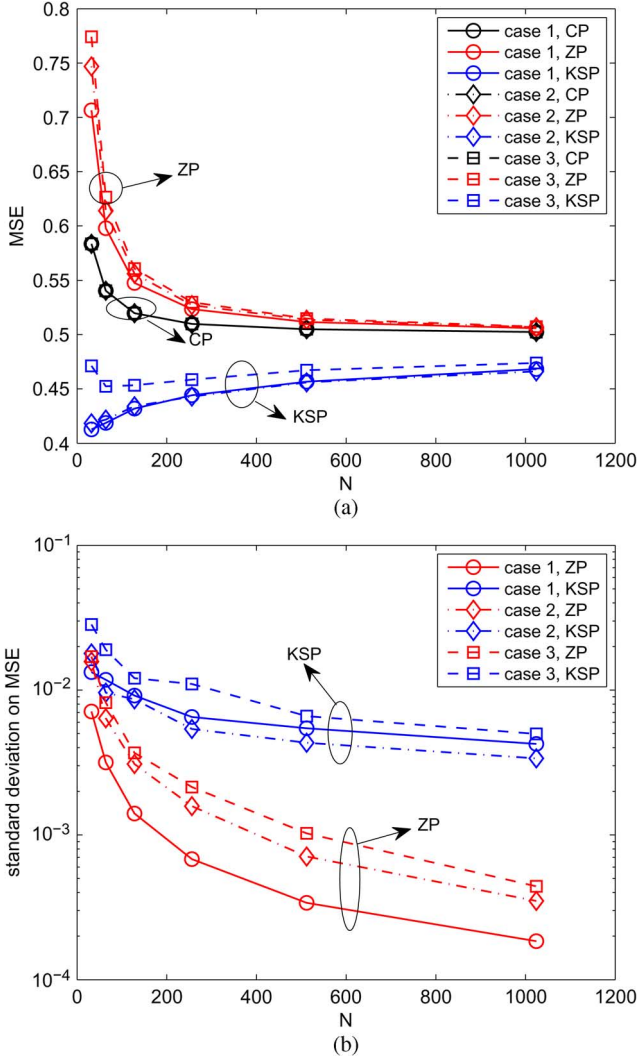 0.8
0.75
0.7
0.65
0.6
0.55
0.5
0.45
0.4
MSE
case 1, CP
case 1, ZP
case 1, KSP
case 2, CP
case 2, ZP
case 2, KSP
case 3, CP
case 3, ZP
case 3, KSP
ZP
CP
KSP
0 200 400 600 800 1000 1200
N
(a)
10⁻¹
10⁻²
10⁻³
10⁻⁴
standard deviation on MSE
case 1, ZP
case 1, KSP
case 2, ZP
case 2, KSP
case 3, ZP
case 3, KSP
KSP
ZP
0 200 400 600 800 1000 1200
N
(b)